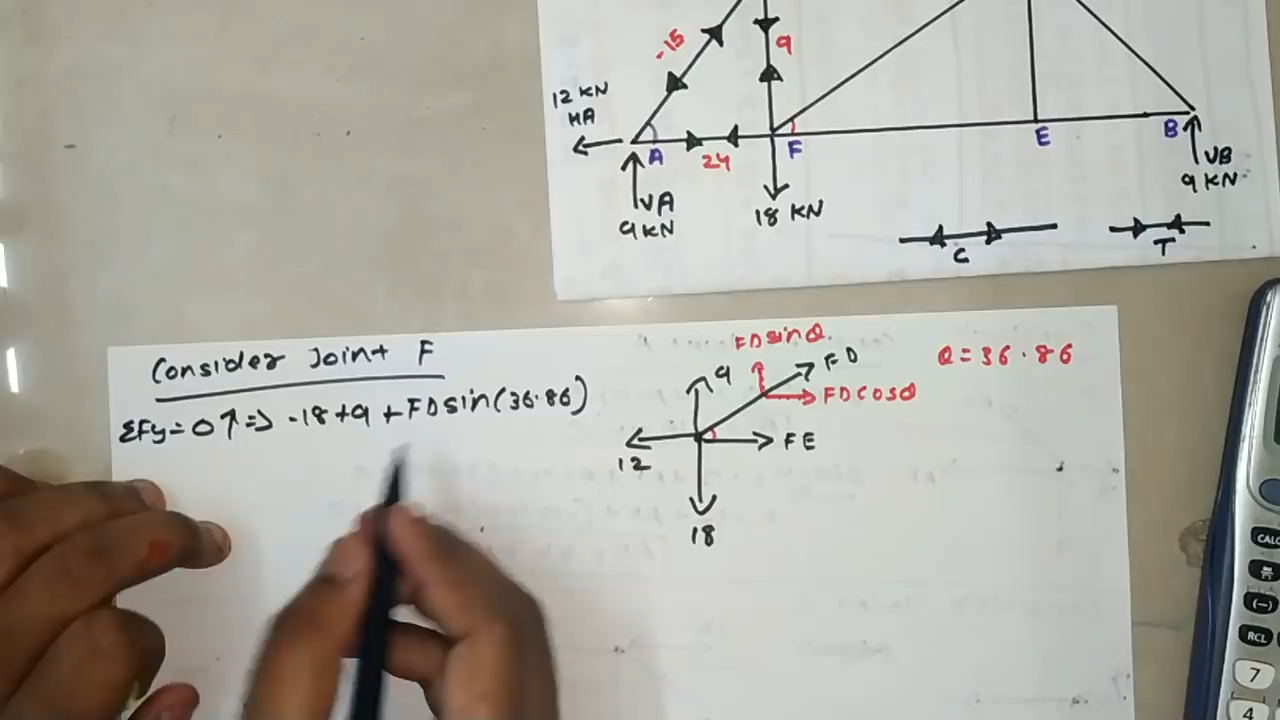 -15
9
12 KN
HA
A
24
F
E
B
VA
9 KN
18 KN
VB
9 KN
C
T
Consider Joint F
ΣFy=0↑=> -18+9+FDsin(36.86)
FDsinθ
9
FD
FDcosθ
FE
12
18
θ=36.86
CALC
(-)
RCL
7
4